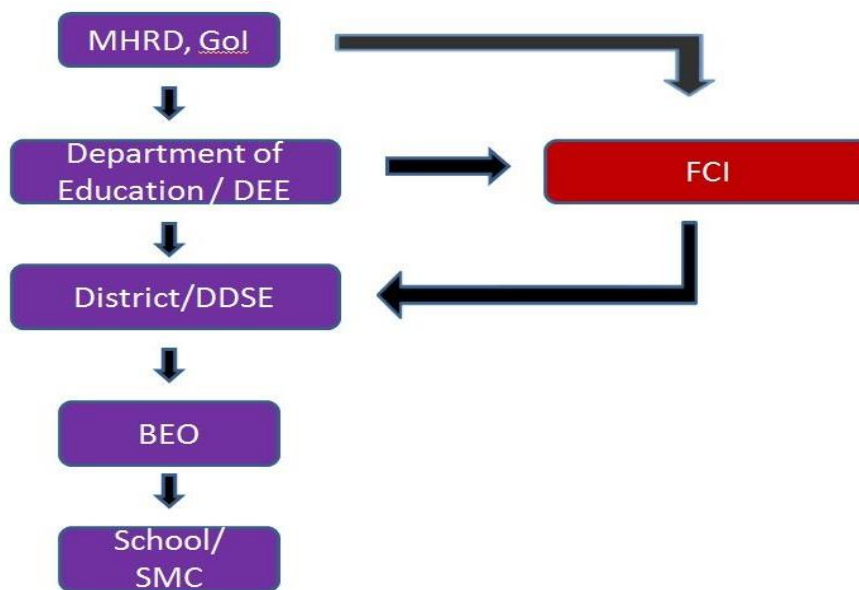 MHRD, GoI
Department of
Education / DEE
FCI
District/DDSE
BEO
School/
SMC